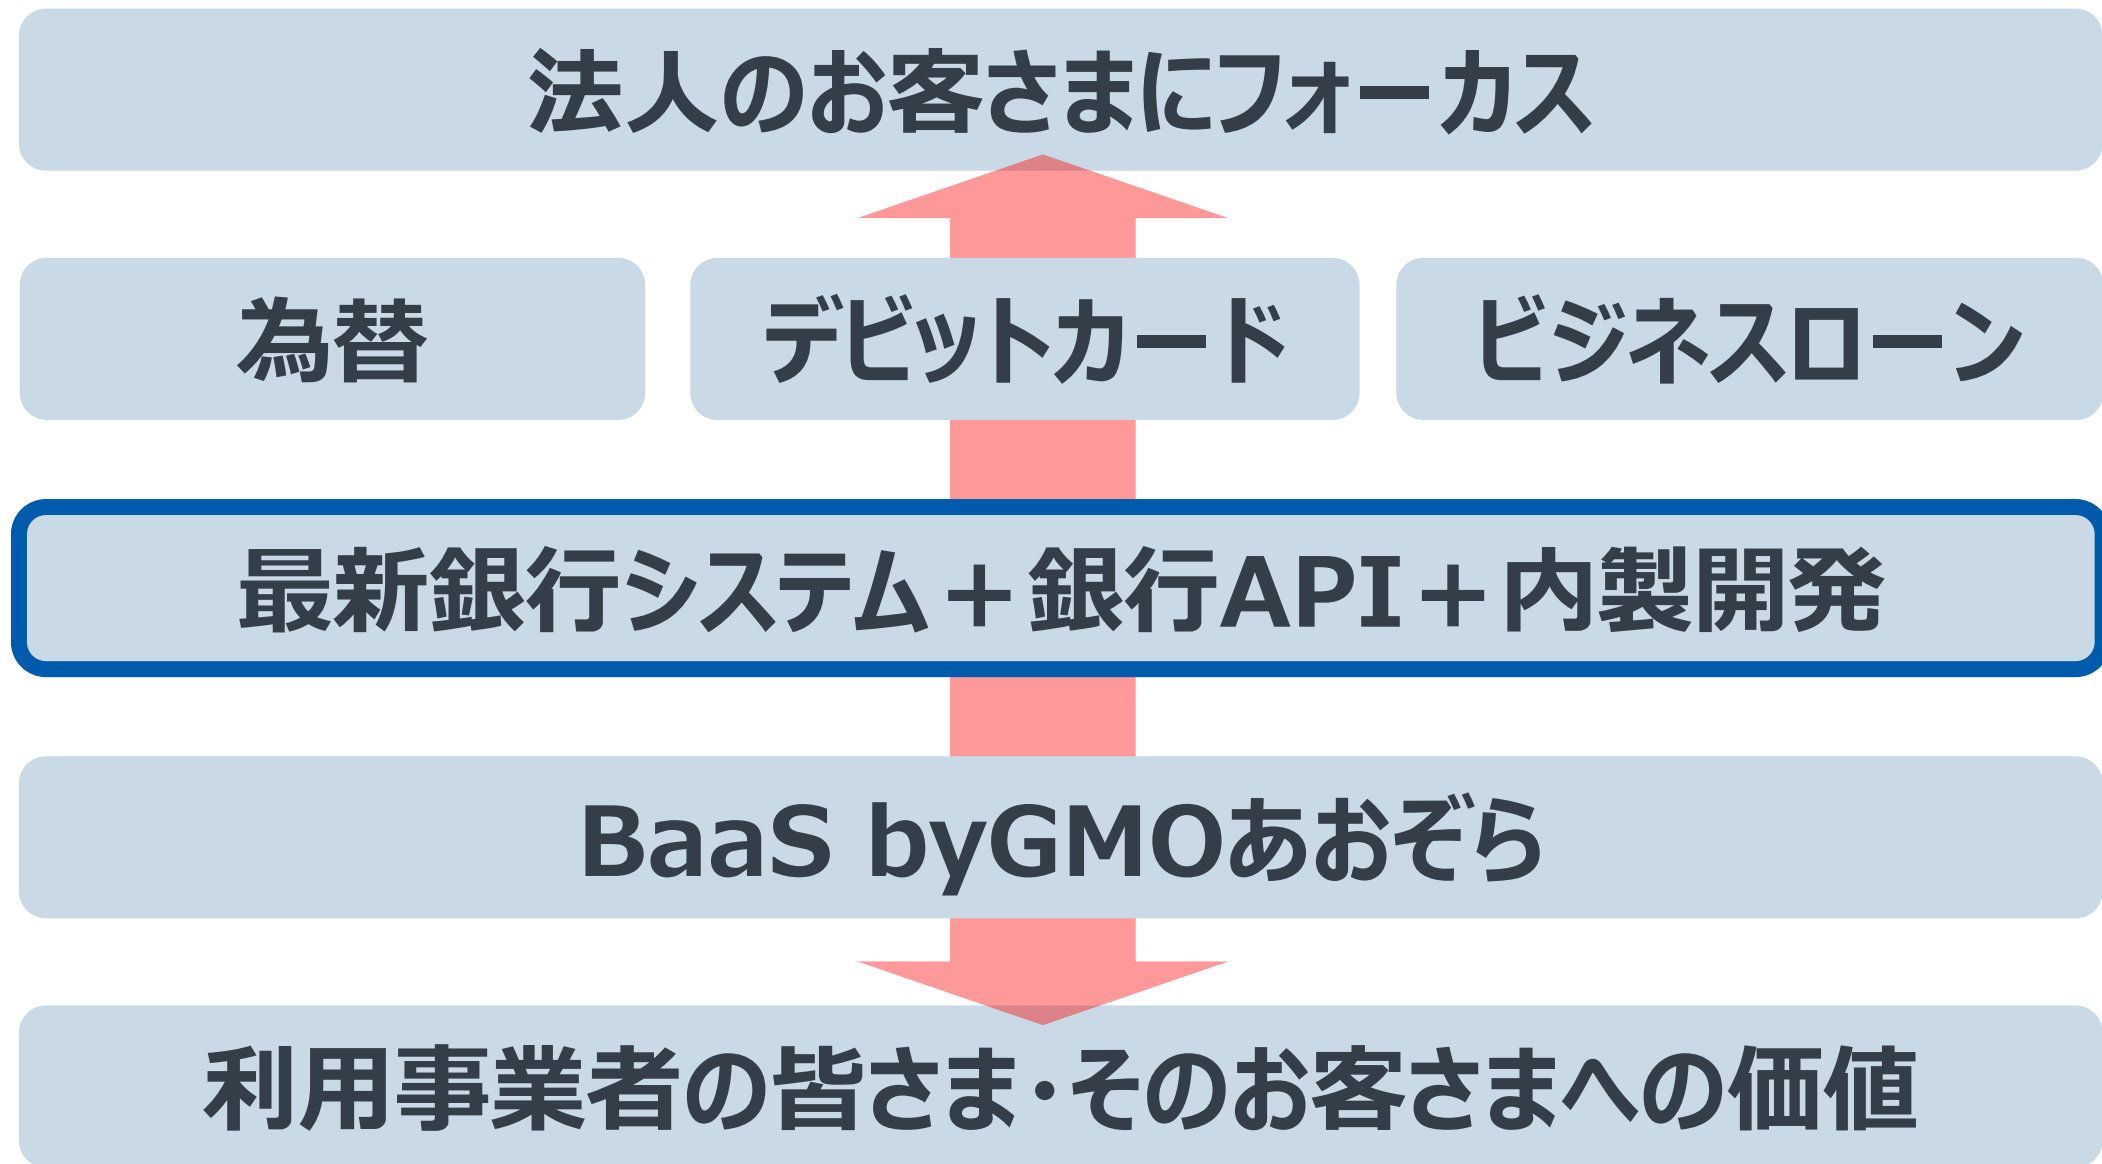 法人のお客さまにフォーカス
為替
デビットカード
ビジネスローン
最新銀行システム＋銀行API＋内製開発
BaaS byGMOあおぞら
利用事業者の皆さま・そのお客さまへの価値